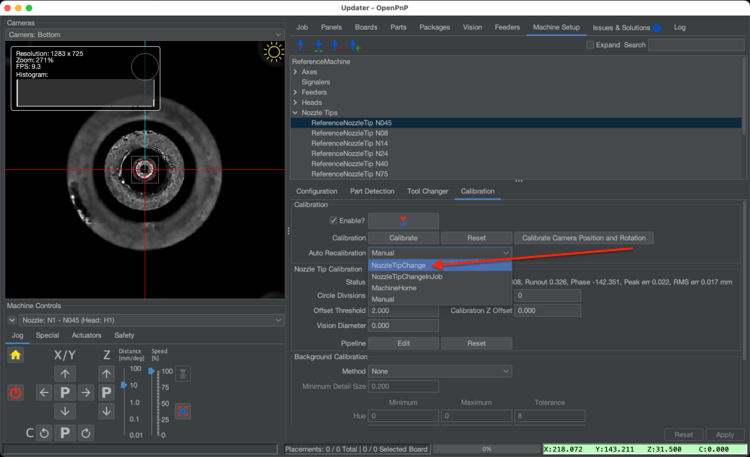 Updater - OpenPnP
Cameras
Camera: Bottom
Resolution: 1283 x 725
Zoom: 271%
FPS: 9.3
Histogram:
Machine Controls
Nozzle: N1 - N045 (Head: H1)
Jog Special Actuators Safety
X/Y Z Distance [mm/deg] Speed [%]
100 100
10 75
1.0 50
0.1 25
0.01 0
P P
C P
Job Panels Boards Parts Packages Vision Feeders Machine Setup Issues & Solutions Log
Expand Search
ReferenceMachine
Axes
Signalers
Feeders
Heads
Nozzle Tips
ReferenceNozzleTip N045
ReferenceNozzleTip N08
ReferenceNozzleTip N14
ReferenceNozzleTip N24
ReferenceNozzleTip N40
ReferenceNozzleTip N75
Configuration Part Detection Tool Changer Calibration
Calibration
Enable?
Calibration Calibrate Reset Calibrate Camera Position and Rotation
Auto Recalibration Manual
NozzleTipChange
NozzleTipChangeInJob
MachineHome
Manual
Nozzle Tip Calibration
Status 08, Runout 0.326, Phase -142.351, Peak err 0.022, RMS err 0.017 mm
Circle Divisions 0
Offset Threshold 2.000 Calibration Z Offset 0.000
Vision Diameter 0.000
Pipeline Edit Reset
Background Calibration
Method None
Minimum Detail Size 0.200
Minimum Maximum Tolerance
Hue 0 0 8
Reset Apply
Placements: 0 / 0 Total | 0 / 0 Selected Board 0% X:218.072 Y:143.211 Z:31.500 C:0.000